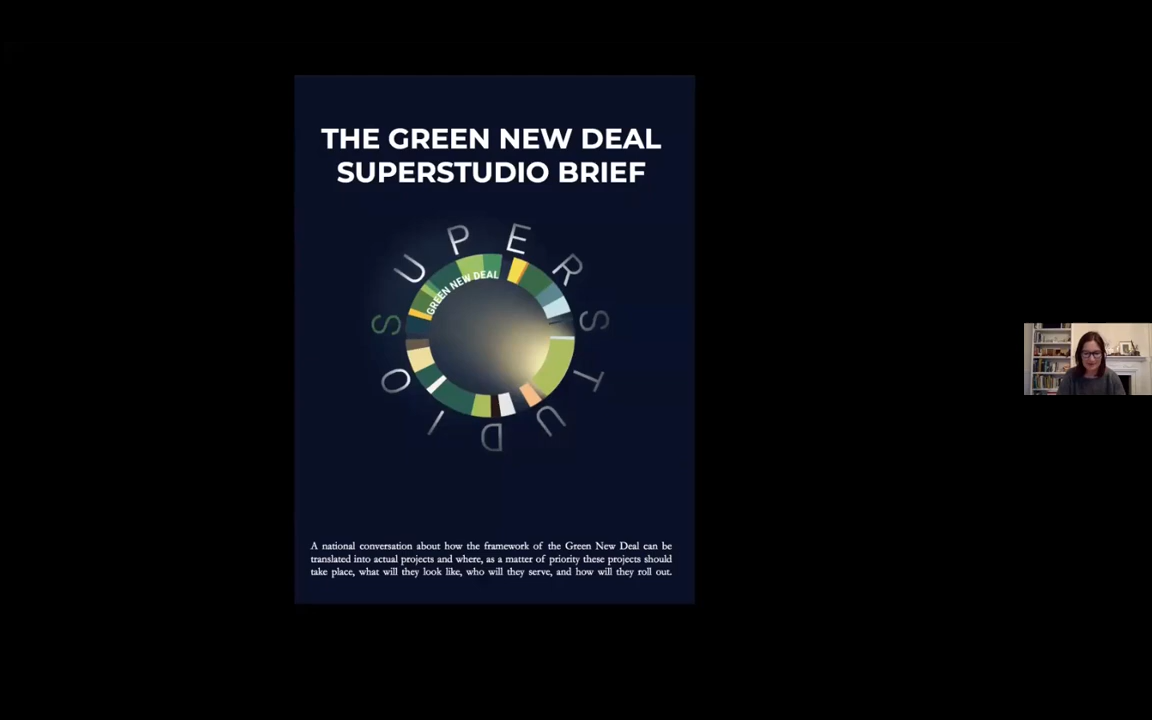 THE GREEN NEW DEAL
SUPERSTUDIO BRIEF
SUPERSTUDIO
GREEN NEW DEAL
A national conversation about how the framework of the Green New Deal can be
translated into actual projects and where, as a matter of priority these projects should
take place, what will they look like, who will they serve, and how will they roll out.